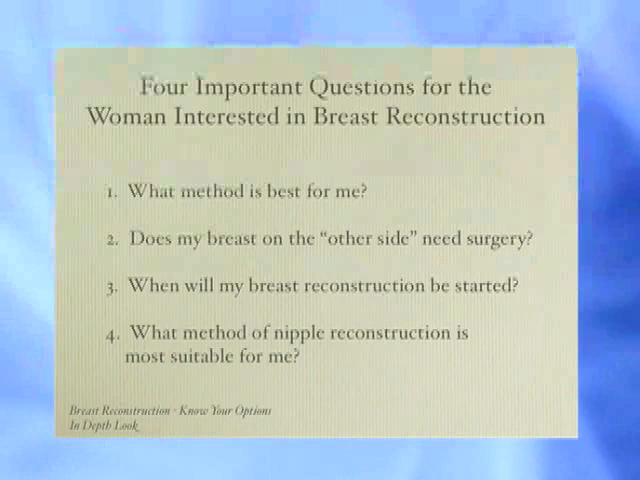 Four Important Questions for the
Woman Interested in Breast Reconstruction
1. What method is best for me?
2. Does my breast on the “other side” need surgery?
3. When will my breast reconstruction be started?
4. What method of nipple reconstruction is
most suitable for me?
Breast Reconstruction - Know Your Options
In Depth Look